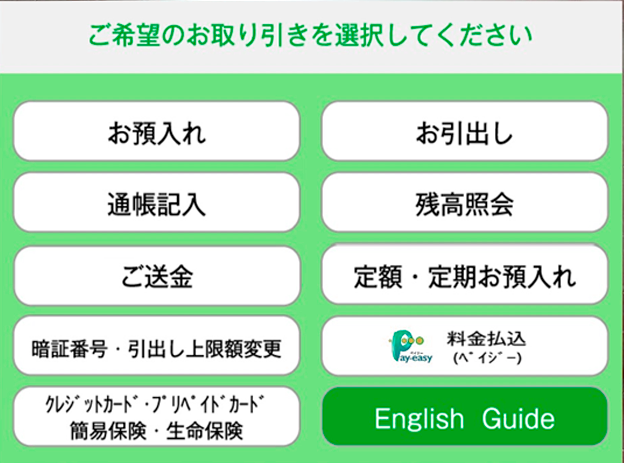 ご希望のお取り引きを選択してください
お預入れ
お引出し
通帳記入
残高照会
ご送金
定額・定期お預入れ
暗証番号・引出し上限額変更
Pay-easy
料金払込
(ﾍﾟｲｼﾞｰ)
ｸﾚｼﾞｯﾄｶｰﾄﾞ・ﾌﾟﾘﾍﾟｲﾄﾞｶｰﾄﾞ
簡易保険・生命保険
English Guide